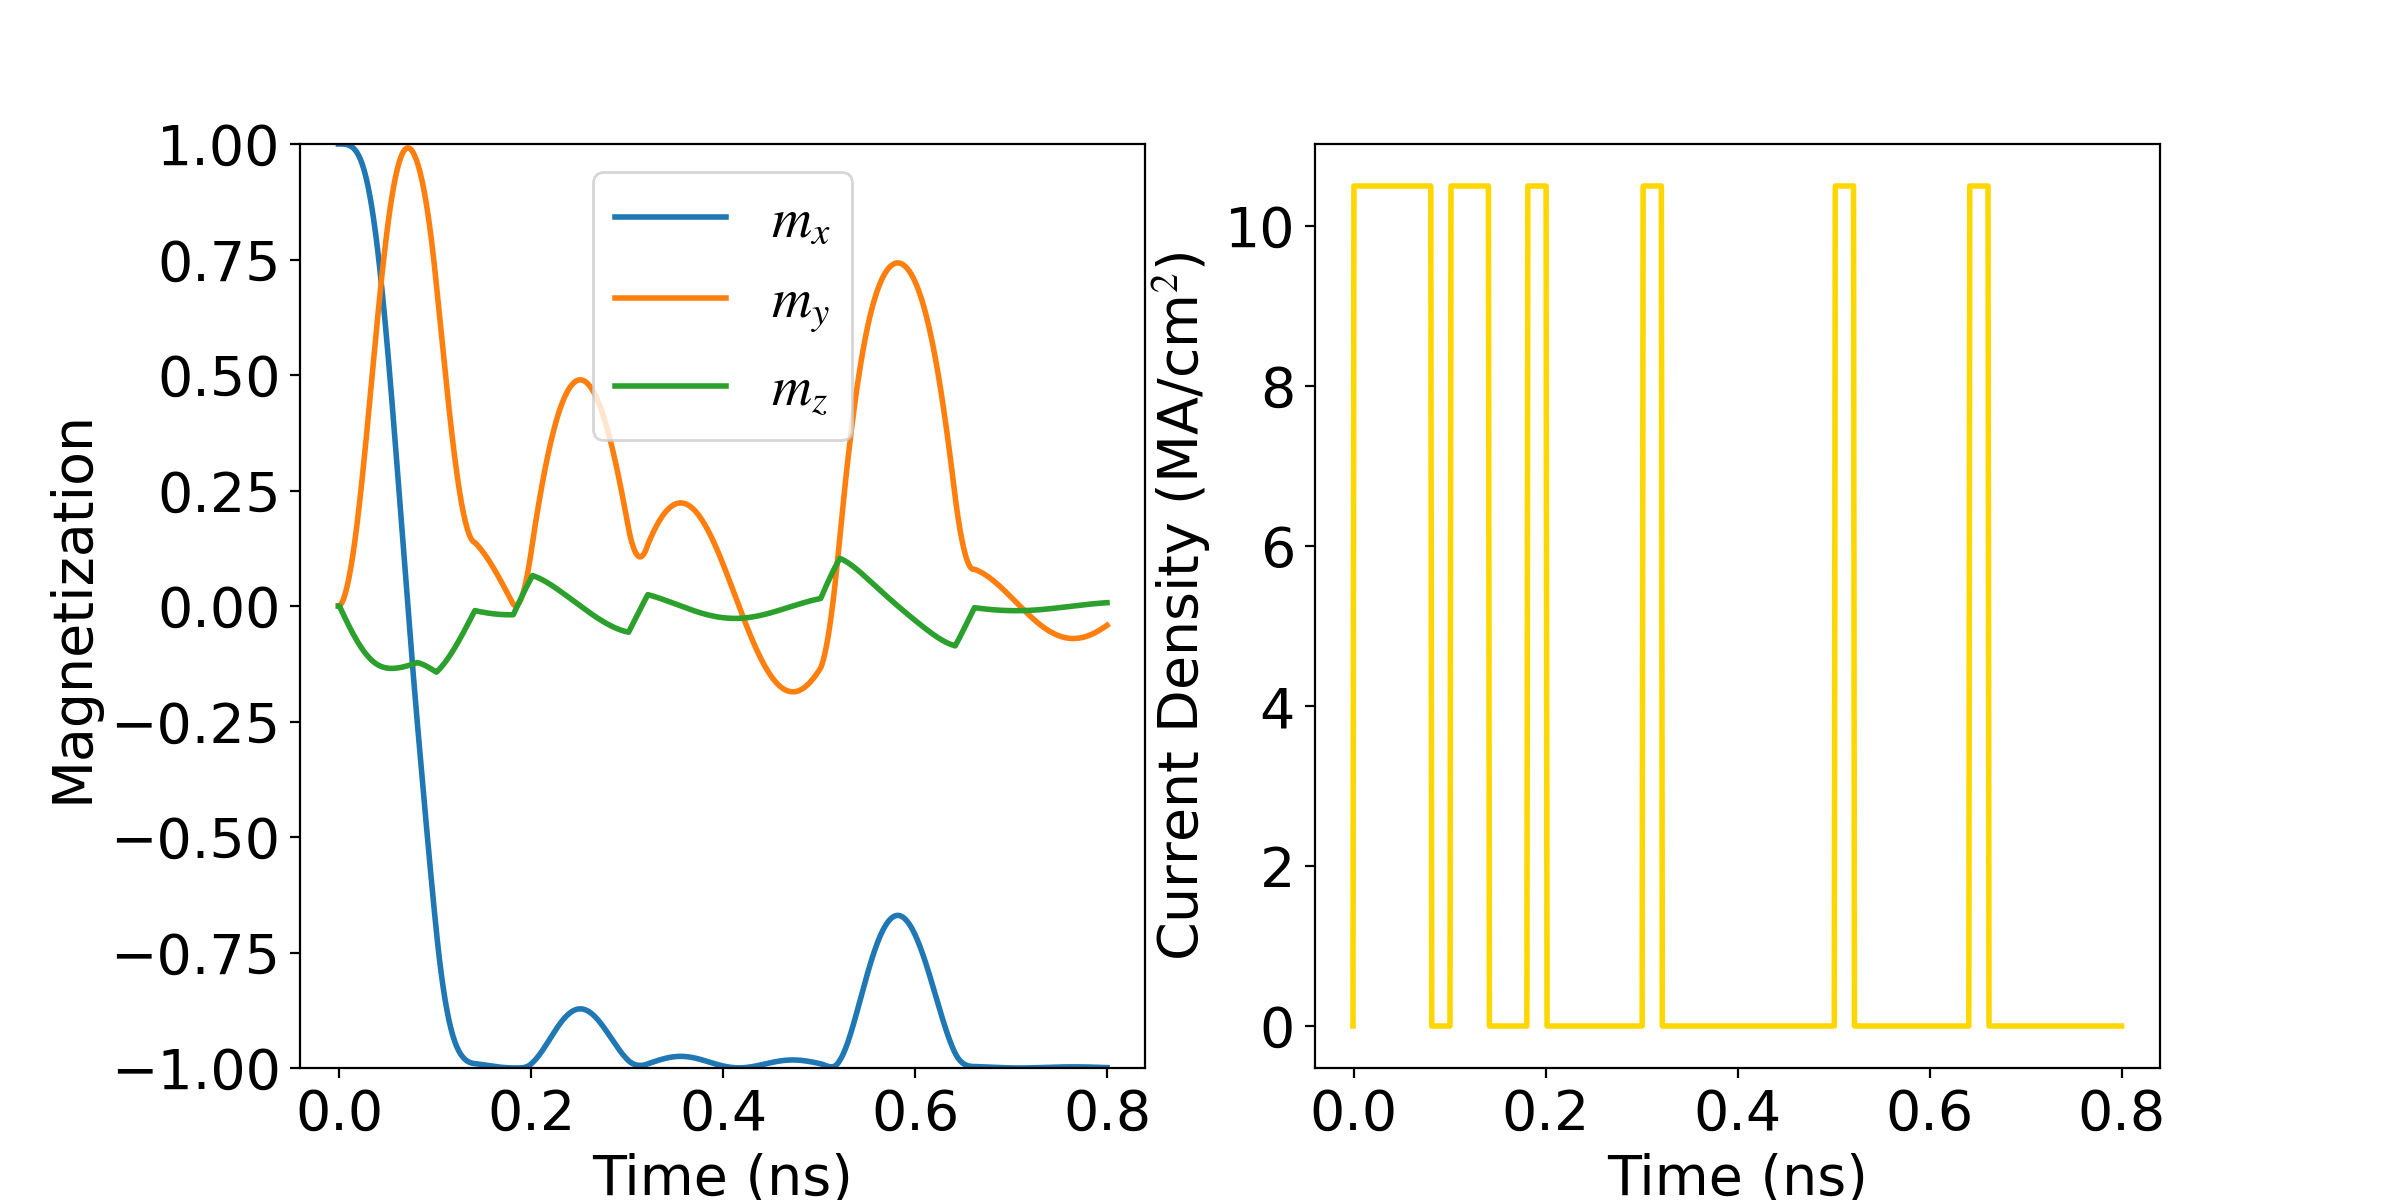 Magnetization
1.00
0.75
0.50
0.25
0.00
−0.25
−0.50
−0.75
−1.00
0.0 0.2 0.4 0.6 0.8
Time (ns)
m_x
m_y
m_z
Current Density (MA/cm²)
10
8
6
4
2
0
0.0 0.2 0.4 0.6 0.8
Time (ns)